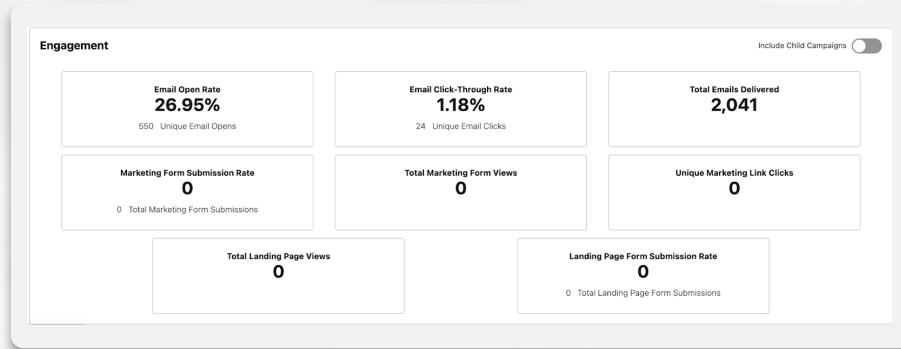 Engagement
Include Child Campaigns
Email Open Rate
26.95%
550 Unique Email Opens
Email Click-Through Rate
1.18%
24 Unique Email Clicks
Total Emails Delivered
2,041
Marketing Form Submission Rate
0
0 Total Marketing Form Submissions
Total Marketing Form Views
0
Unique Marketing Link Clicks
0
Total Landing Page Views
0
Landing Page Form Submission Rate
0
0 Total Landing Page Form Submissions